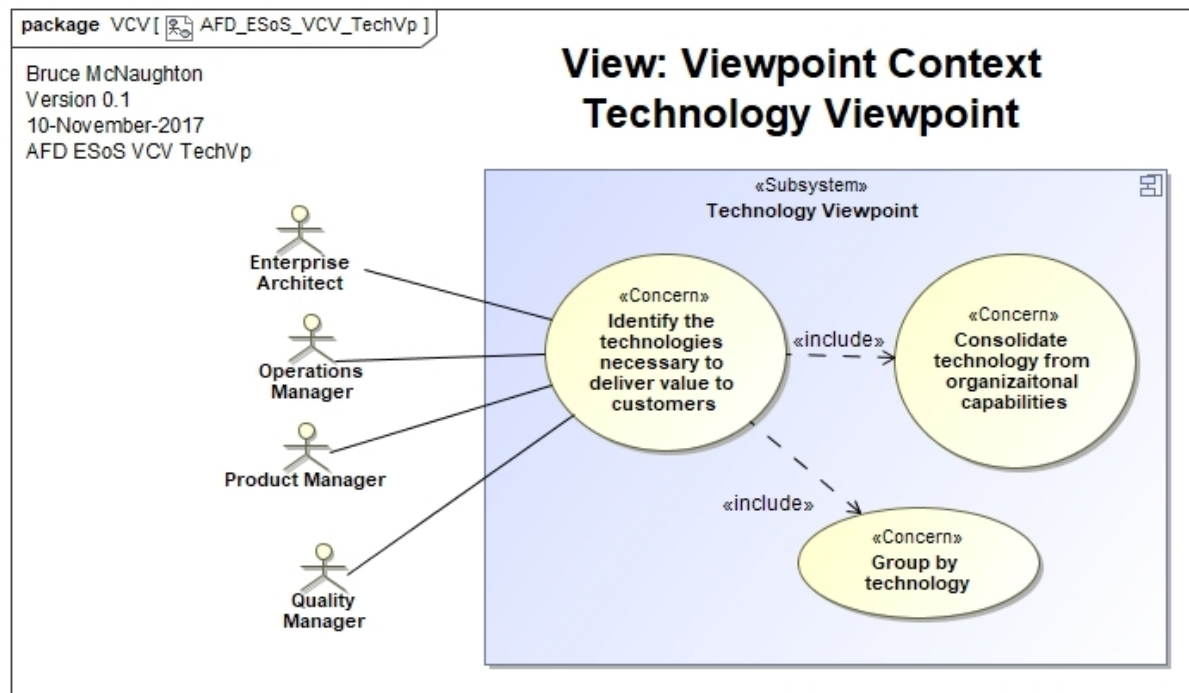 package VCV [ AFD_ESoS_VCV_TechVp ]
Bruce McNaughton
Version 0.1
10-November-2017
AFD ESoS VCV TechVp
View: Viewpoint Context
Technology Viewpoint
«Subsystem»
Technology Viewpoint
Enterprise
Architect
Operations
Manager
Product Manager
Quality
Manager
«Concern»
Identify the
technologies
necessary to
deliver value to
customers
«include»
«Concern»
Consolidate
technology from
organizaitonal
capabilities
«include»
«Concern»
Group by
technology